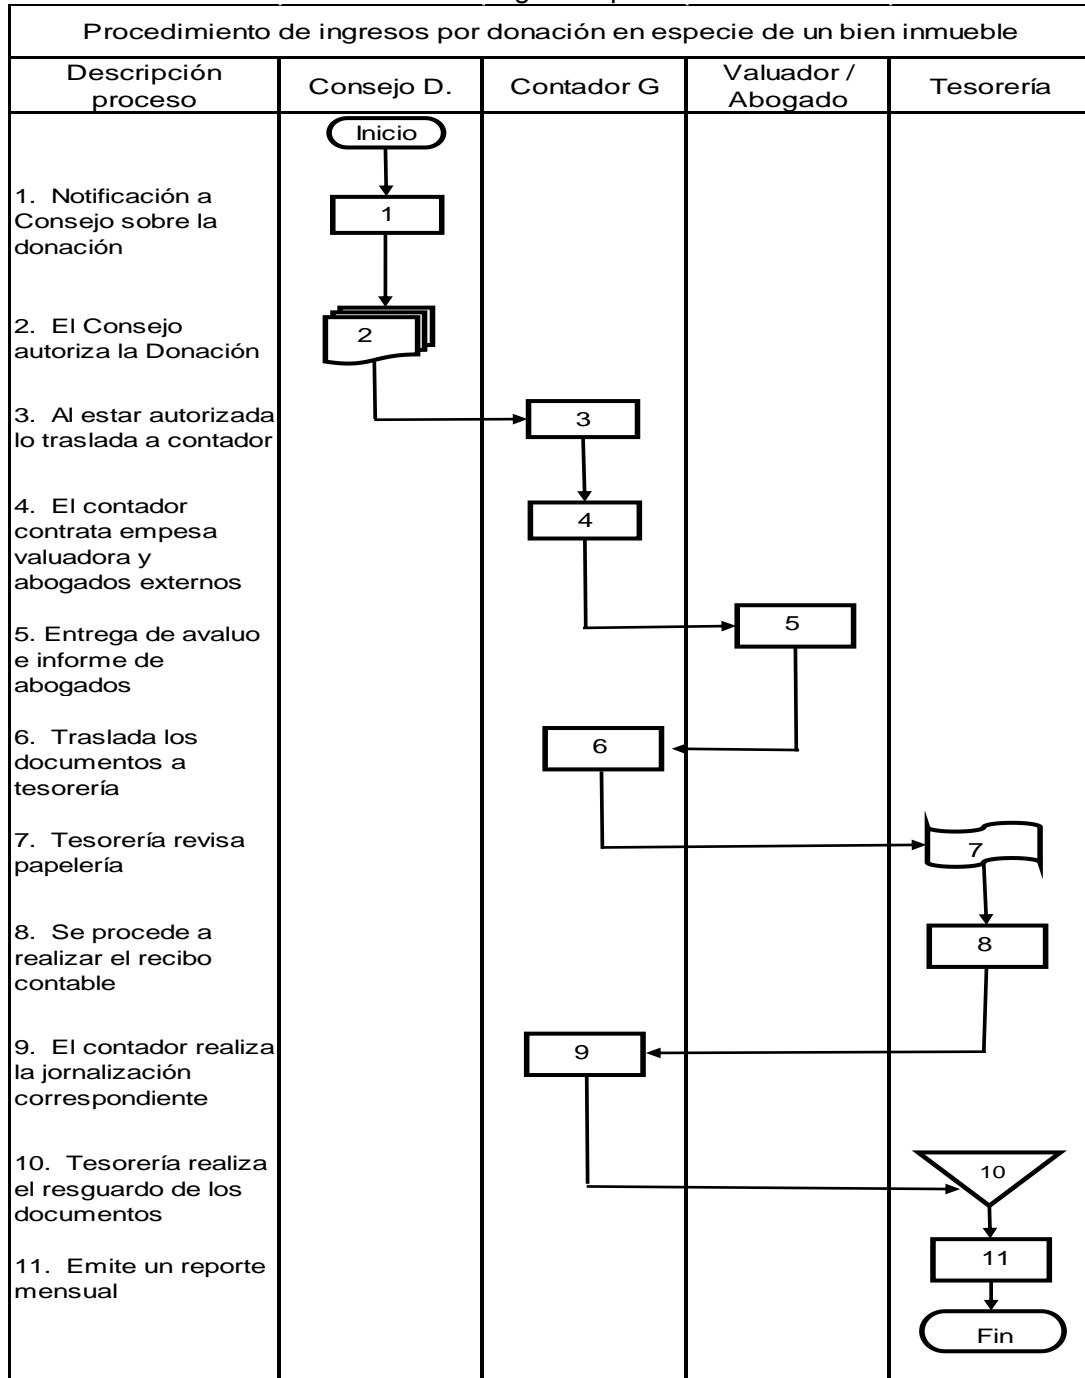 Procedimiento de ingresos por donación en especie de un bien inmueble
Descripción
proceso
Consejo D.
Contador G
Valuador /
Abogado
Tesorería
Inicio
1. Notificación a
Consejo sobre la
donación
1
2. El Consejo
autoriza la Donación
2
3. Al estar autorizada
lo traslada a contador
3
4. El contador
contrata empesa
valuadora y
abogados externos
4
5. Entrega de avaluo
e informe de
abogados
5
6. Traslada los
documentos a
tesorería
6
7. Tesorería revisa
papelería
7
8. Se procede a
realizar el recibo
contable
8
9. El contador realiza
la jornalización
correspondiente
9
10. Tesorería realiza
el resguardo de los
documentos
10
11. Emite un reporte
mensual
11
Fin